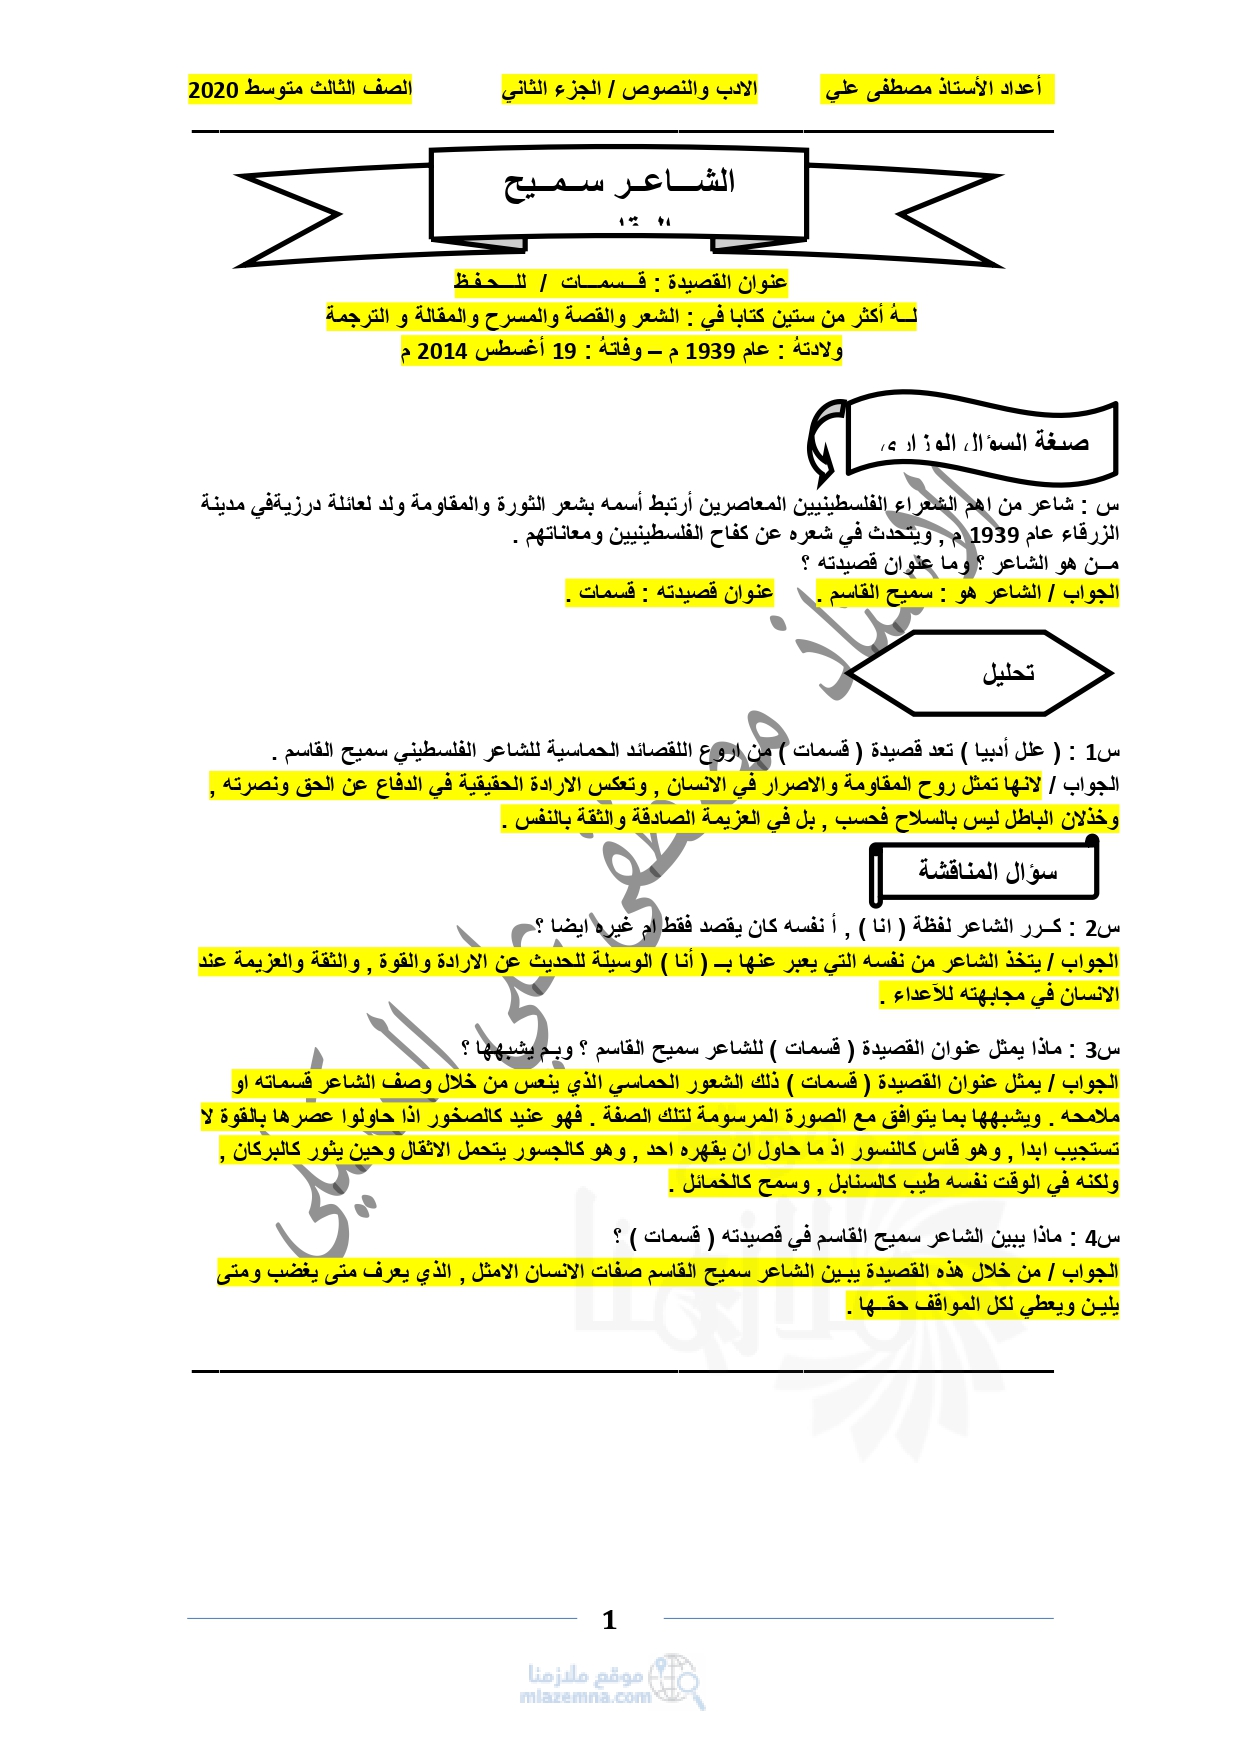 أعداد الأستاذ مصطفى علي الادب والنصوص / الجزء الثاني الصف الثالث متوسط 2020
الشـــاعـر سـمـيح
عنوان القصيدة : قـــسمـــات / للـــحـفـظ
لــهُ أكثر من ستين كتابا في : الشعر والقصة والمسرح والمقالة و الترجمة
ولادتهُ : عام 1939 م – وفاتهُ : 19 أغسطس 2014 م
صيغة السؤال الوزاري
س : شاعر من اهم الشعراء الفلسطينيين المعاصرين أرتبط أسمه بشعر الثورة والمقاومة ولد لعائلة درزيةفي مدينة
الزرقاء عام 1939 م , ويتحدث في شعره عن كفاح الفلسطينيين ومعاناتهم .
مــن هو الشاعر ؟ وما عنوان قصيدته ؟
الجواب / الشاعر هو : سميح القاسم . عنوان قصيدته : قسمات .
تحليل
س1 : ( علل أدبيا ) تعد قصيدة ( قسمات ) من اروع اللقصائد الحماسية للشاعر الفلسطيني سميح القاسم .
الجواب / لانها تمثل روح المقاومة والاصرار في الانسان , وتعكس الارادة الحقيقية في الدفاع عن الحق ونصرته ,
وخذلان الباطل ليس بالسلاح فحسب , بل في العزيمة الصادقة والثقة بالنفس .
سؤال المناقشة
س2 : كــرر الشاعر لفظة ( انا ) , أ نفسه كان يقصد فقط ام غيره ايضا ؟
الجواب / يتخذ الشاعر من نفسه التي يعبر عنها بــ ( أنا ) الوسيلة للحديث عن الارادة والقوة , والثقة والعزيمة عند
الانسان في مجابهته للآعداء .
س3 : ماذا يمثل عنوان القصيدة ( قسمات ) للشاعر سميح القاسم ؟ وبـم يشبهها ؟
الجواب / يمثل عنوان القصيدة ( قسمات ) ذلك الشعور الحماسي الذي ينعس من خلال وصف الشاعر قسماته او
ملامحه . ويشبهها بما يتوافق مع الصورة المرسومة لتلك الصفة . فهو عنيد كالصخور اذا حاولوا عصرها بالقوة لا
تستجيب ابدا , وهو قاس كالنسور اذ ما حاول ان يقهره احد , وهو كالجسور يتحمل الاثقال وحين يثور كالبركان ,
ولكنه في الوقت نفسه طيب كالسنابل , وسمح كالخمائل .
س4 : ماذا يبين الشاعر سميح القاسم في قصيدته ( قسمات ) ؟
الجواب / من خلال هذه القصيدة يبـين الشاعر سميح القاسم صفات الانسان الامثل , الذي يعرف متى يغضب ومتى
يليـن ويعطي لكل المواقف حقــها .
1
موقع ملازمنا
mlazemna.com